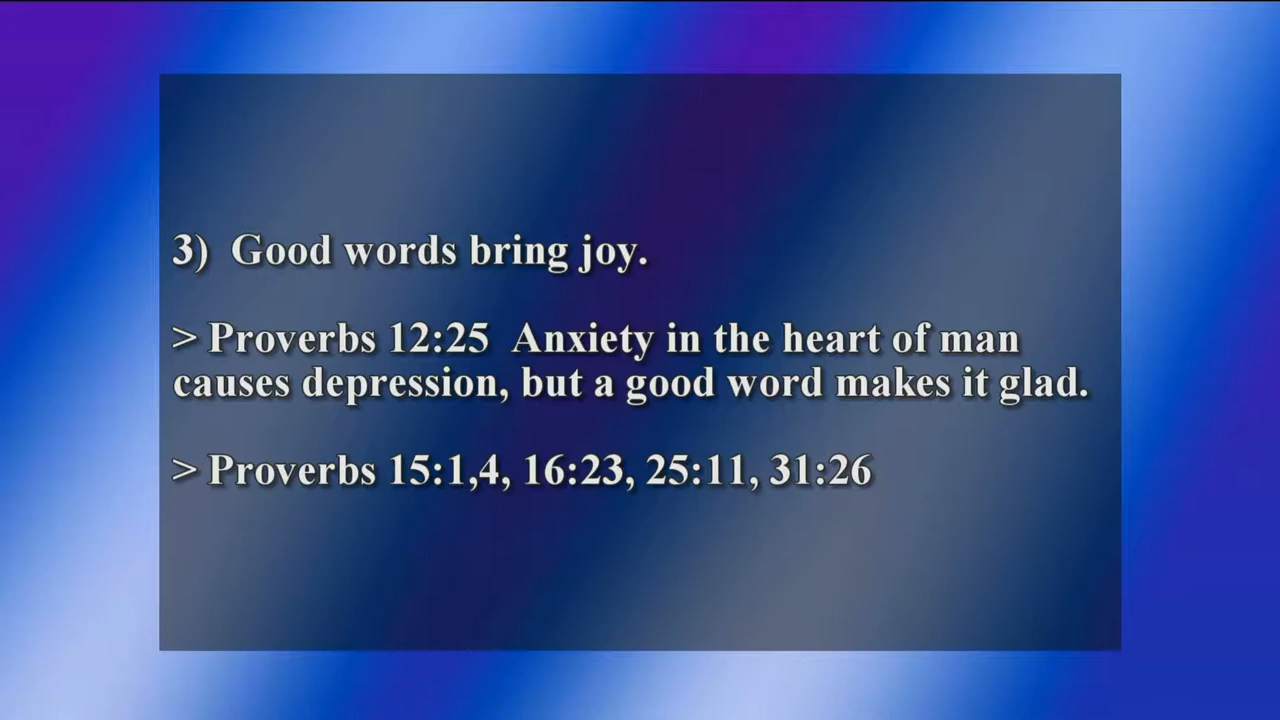 3)  Good words bring joy.
> Proverbs 12:25  Anxiety in the heart of man
causes depression, but a good word makes it glad.
> Proverbs 15:1,4, 16:23, 25:11, 31:26